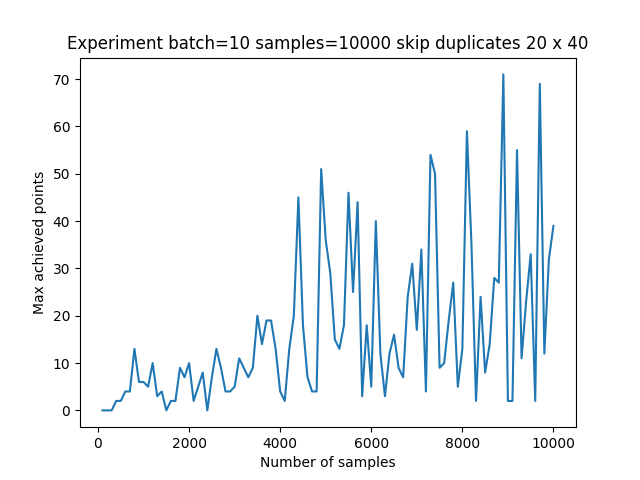 Experiment batch=10 samples=10000 skip duplicates 20 x 40
Max achieved points
70
60
50
40
30
20
10
0
0 2000 4000 6000 8000 10000
Number of samples